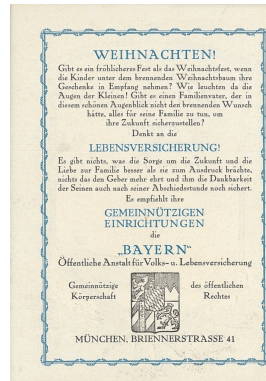 WEIHNACHTEN!
Gibt es ein fröhlicheres Fest als das Weihnachtsfest, wenn
die Kinder unter dem brennenden Weihnachtsbaum ihre
Geschenke in Empfang nehmen? Wie leuchten da die
Augen der Kleinen! Gibt es einen Familienvater, der in
diesem schönen Augenblick nicht den brennenden Wunsch
hätte, alles für seine Familie zu tun, um
ihre Zukunft sicherzustellen?
Denkt an die
LEBENSVERSICHERUNG!
Es gibt nichts, was die Sorge um die Zukunft und die
Liebe zur Familie besser als sie zum Ausdruck brächte,
nichts das den Geber mehr ehrt und ihm die Dankbarkeit
der Seinen auch nach seiner Abschiedsstunde noch sichert.
Es empfiehlt ihre
GEMEINNÜTZIGEN
EINRICHTUNGEN
die
„BAYERN“
Öffentliche Anstalt für Volks- u. Lebensversicherung
Gemeinnützige des öffentlichen
Körperschaft Rechtes
MÜNCHEN, BRIENNERSTRASSE 41